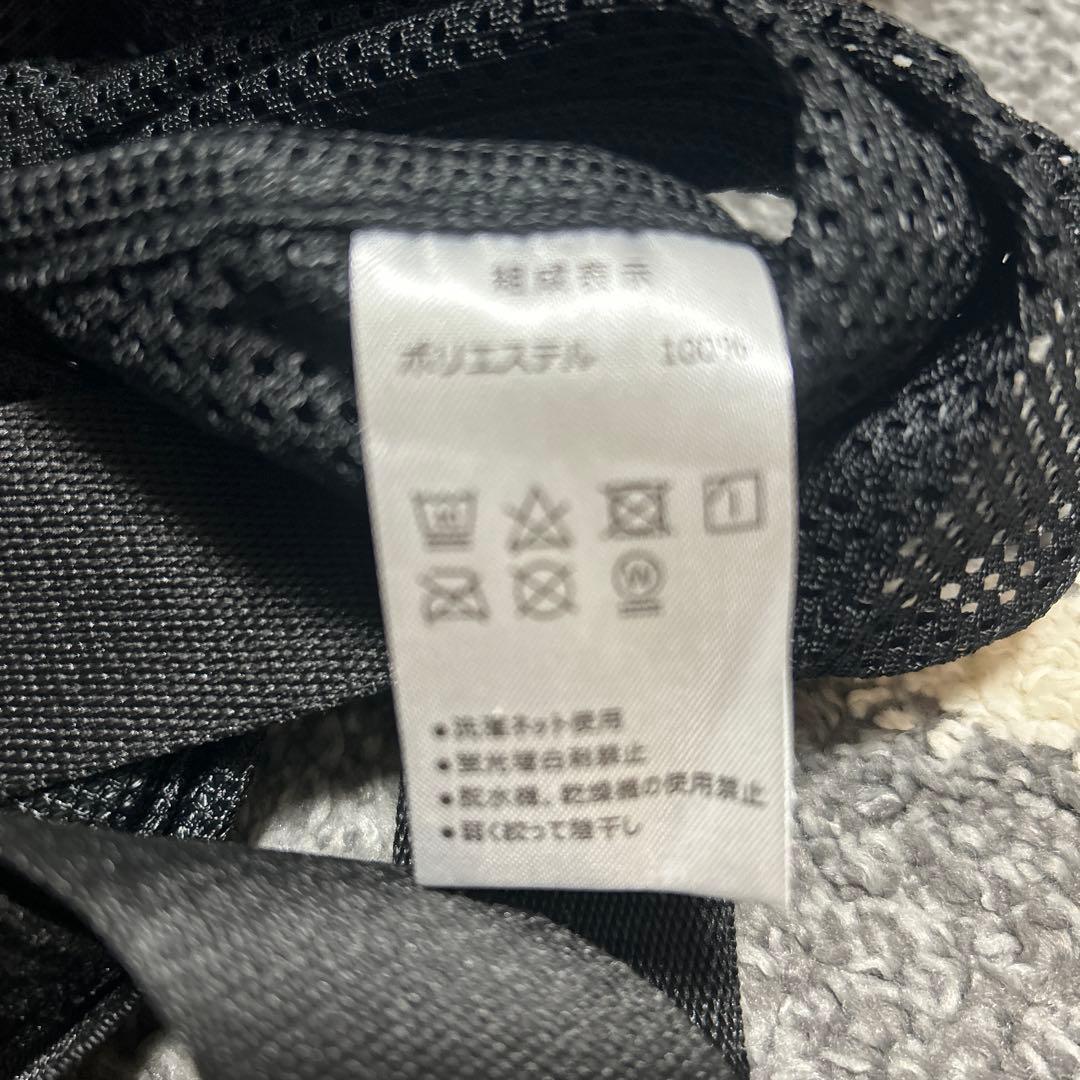 組成表示
ポリエステル 100%
●洗濯ネット使用
●蛍光増白剤禁止
●脱水機、乾燥機の使用禁止
●弱く絞って陰干し